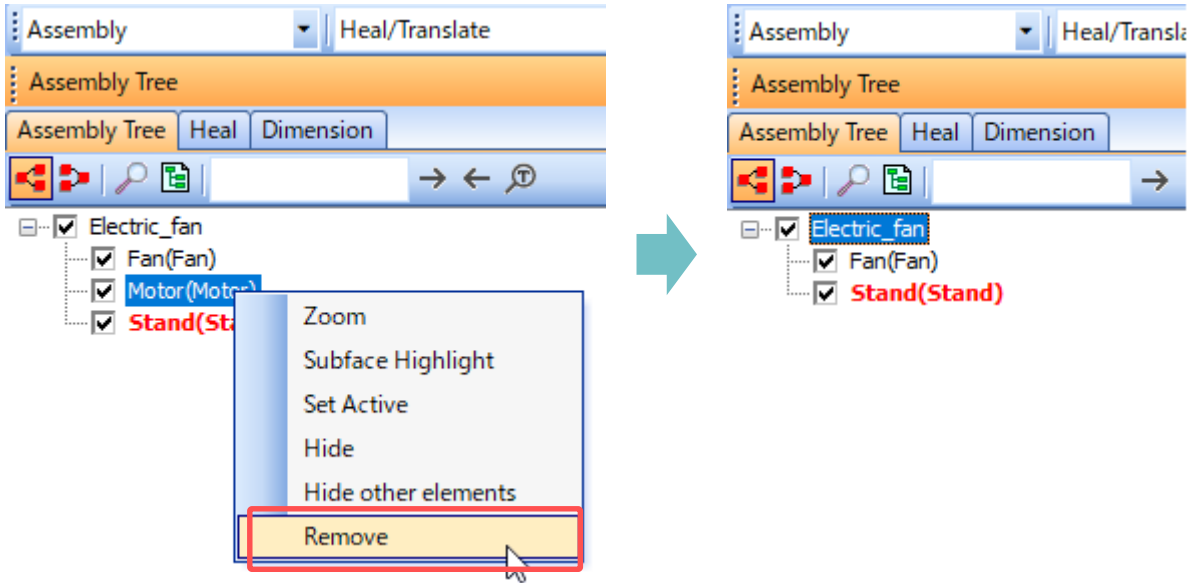 Assembly
Heal/Translate
Assembly Tree
Assembly Tree Heal Dimension
Electric_fan
Fan(Fan)
Motor(Motor)
Stand(Sta
Zoom
Subface Highlight
Set Active
Hide
Hide other elements
Remove
Assembly
Heal/Transla
Assembly Tree
Assembly Tree Heal Dimension
Electric_fan
Fan(Fan)
Stand(Stand)